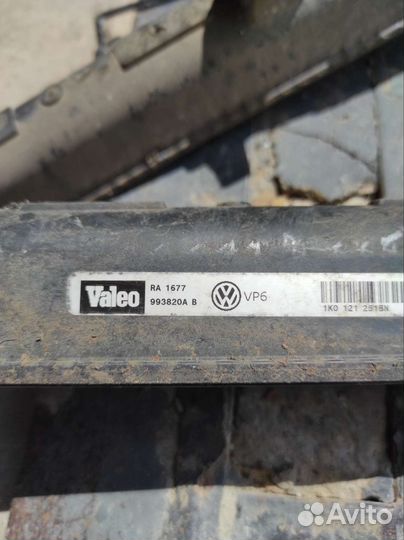 Valeo
RA 1677
993820A B
VP6
1K0 121 251BN
Avito